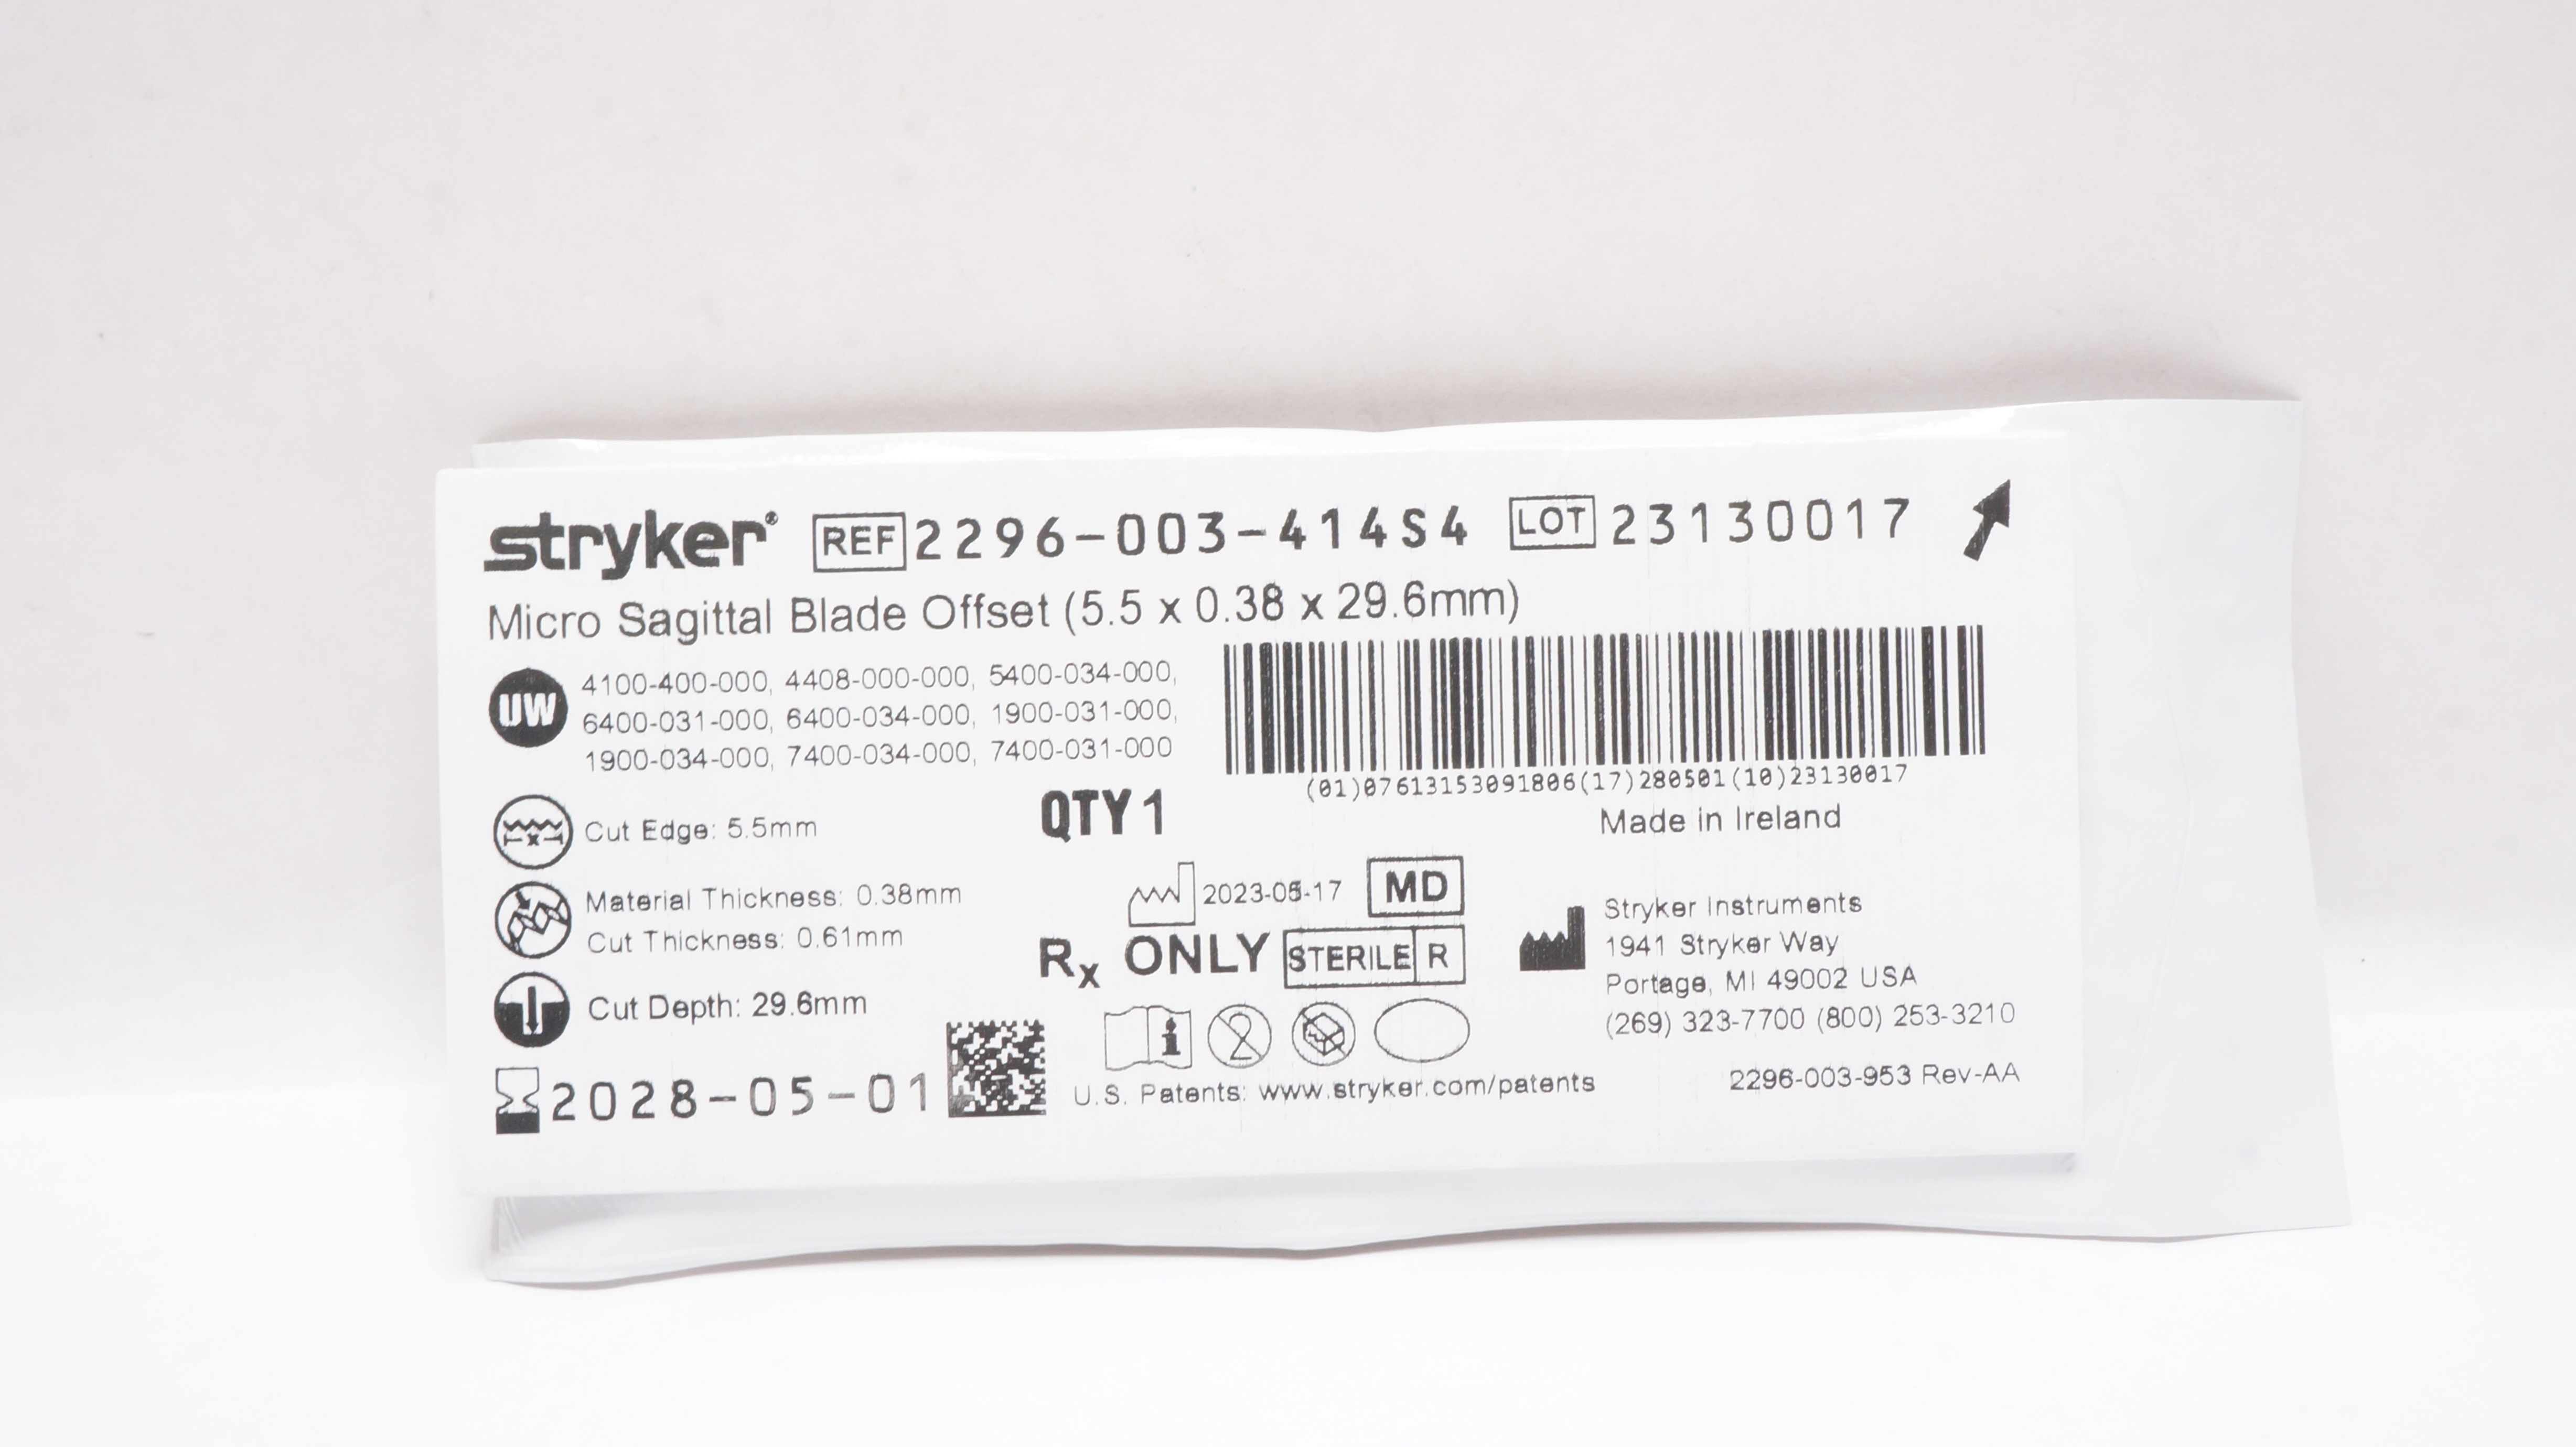 stryker® REF 2296-003-414S4 LOT 23130017
Micro Sagittal Blade Offset (5.5 x 0.38 x 29.6mm)
UW 4100-400-000, 4408-000-000, 5400-034-000,
6400-031-000, 6400-034-000, 1900-031-000,
1900-034-000, 7400-034-000, 7400-031-000
(01)07613153091806(17)280501(10)23130017
Cut Edge: 5.5mm
QTY 1
Made in Ireland
Material Thickness: 0.38mm
Cut Thickness: 0.61mm
2023-05-17 MD
Rx ONLY STERILE R
Stryker Instruments
1941 Stryker Way
Portage, MI 49002 USA
(269) 323-7700 (800) 253-3210
Cut Depth: 29.6mm
2
2028-05-01
U.S. Patents: www.stryker.com/patents
2296-003-953 Rev-AA